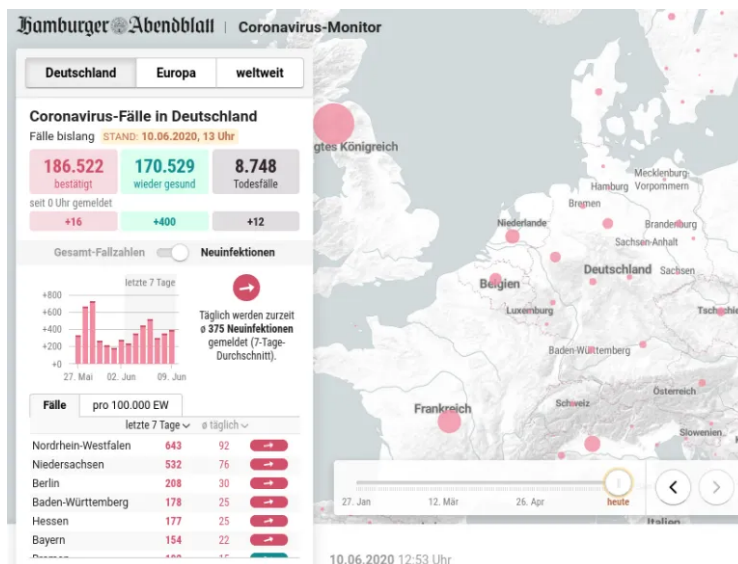 Hamburger Abendblatt | Coronavirus-Monitor
Deutschland Europa weltweit
Coronavirus-Fälle in Deutschland
Fälle bislang STAND: 10.06.2020, 13 Uhr
186.522 170.529 8.748
bestätigt wieder gesund Todesfälle
seit 0 Uhr gemeldet
+16 +400 +12
Gesamt-Fallzahlen Neuinfektionen
letzte 7 Tage
+800
+600
+400
+200
+0
27. Mai 02. Jun 09. Jun
Täglich werden zurzeit
ø 375 Neuinfektionen
gemeldet (7-Tage-
Durchschnitt).
Fälle pro 100.000 EW
letzte 7 Tage ø täglich
Nordrhein-Westfalen 643 92
Niedersachsen 532 76
Berlin 208 30
Baden-Württemberg 178 25
Hessen 177 25
Bayern 154 22
gtes Königreich
Mecklenburg-
Hamburg Vorpommern
Bremen
Niederlande Brandenburg
Sachsen-Anhalt
Belgien Deutschland Sachsen
Luxemburg Tschechie
Baden-Württemberg
Österreich
Frankreich Schweiz
Slowenien
27. Jan 12. Mär 26. Apr heute
Italien
10.06.2020 12:53 Uhr